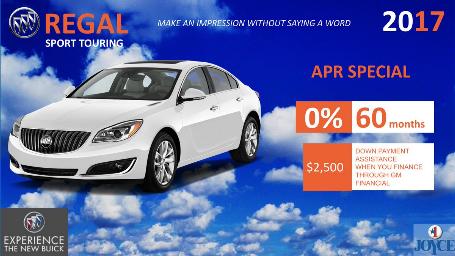 REGAL
SPORT TOURING
MAKE AN IMPRESSION WITHOUT SAYING A WORD
2017
APR SPECIAL
0% 60 months
$2,500
DOWN PAYMENT
ASSISTANCE
WHEN YOU FINANCE
THROUGH GM
FINANCIAL
EXPERIENCE
THE NEW BUICK
#1
JOYCE